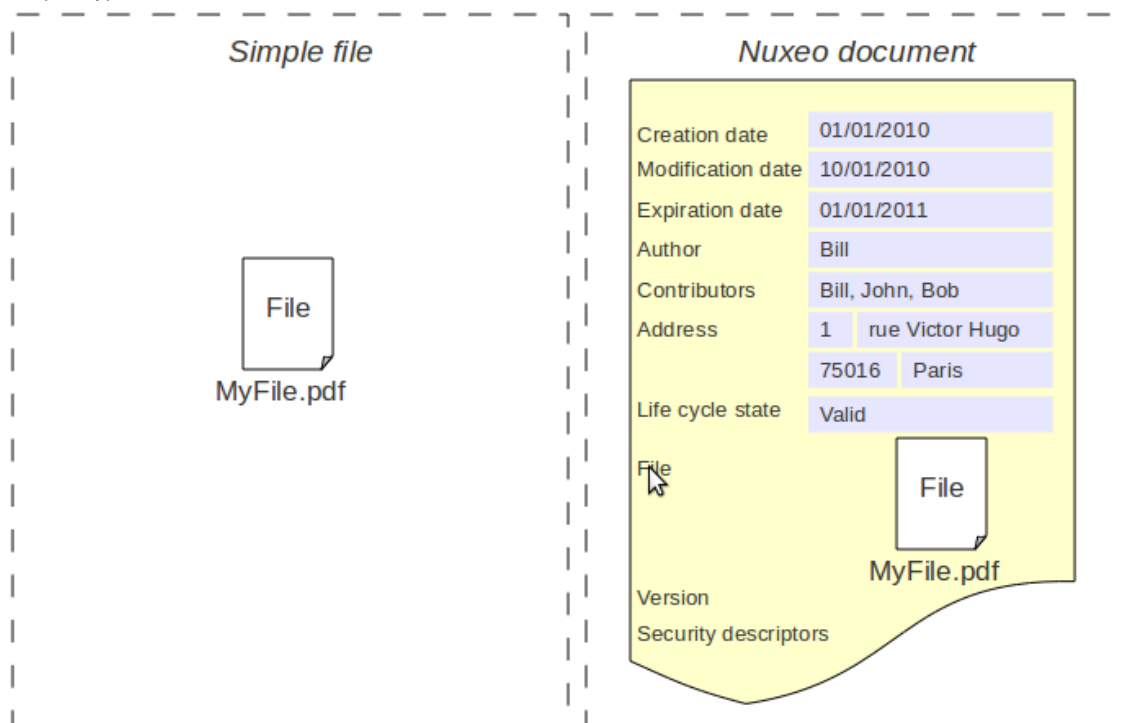 Simple file
File
MyFile.pdf
Nuxeo document
Creation date 01/01/2010
Modification date 10/01/2010
Expiration date 01/01/2011
Author Bill
Contributors Bill, John, Bob
Address 1 rue Victor Hugo
75016 Paris
Life cycle state Valid
File
File
MyFile.pdf
Version
Security descriptors